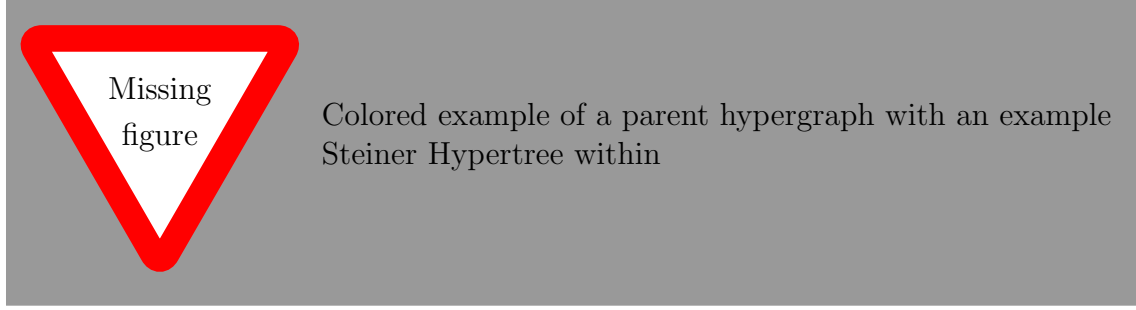 Missing
figure
Colored example of a parent hypergraph with an example
Steiner Hypertree within